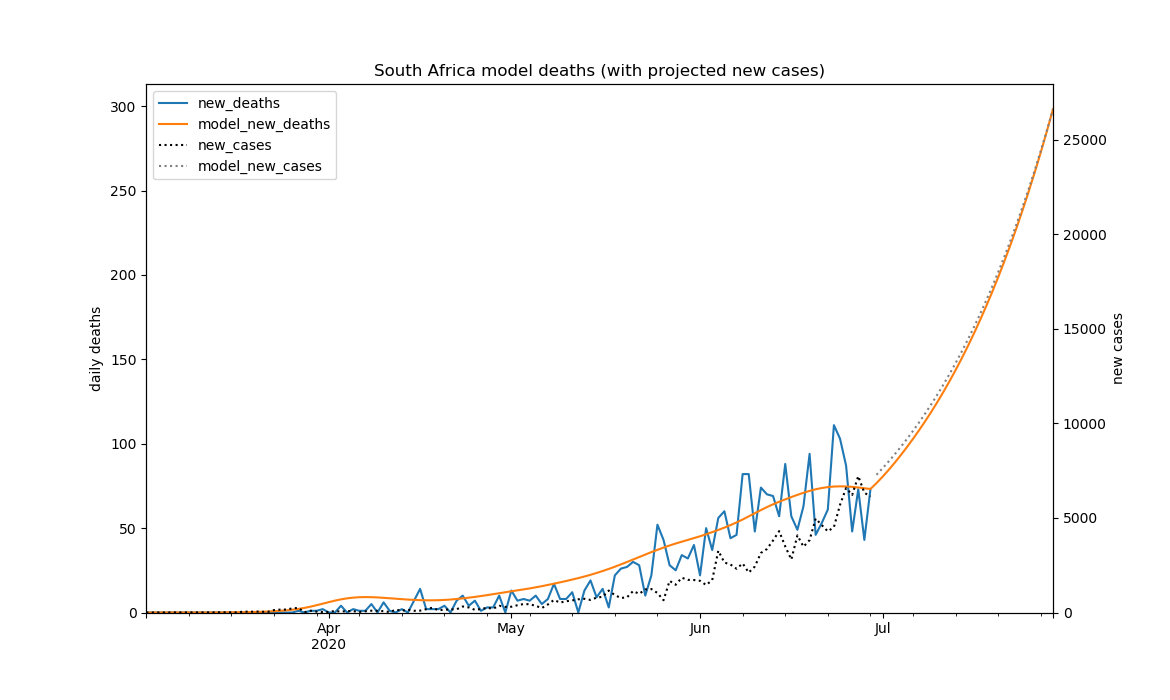 South Africa model deaths (with projected new cases)
new_deaths
model_new_deaths
new_cases
model_new_cases
300
250
200
150
100
50
0
daily deaths
25000
20000
15000
10000
5000
0
new cases
Apr
2020
May
Jun
Jul